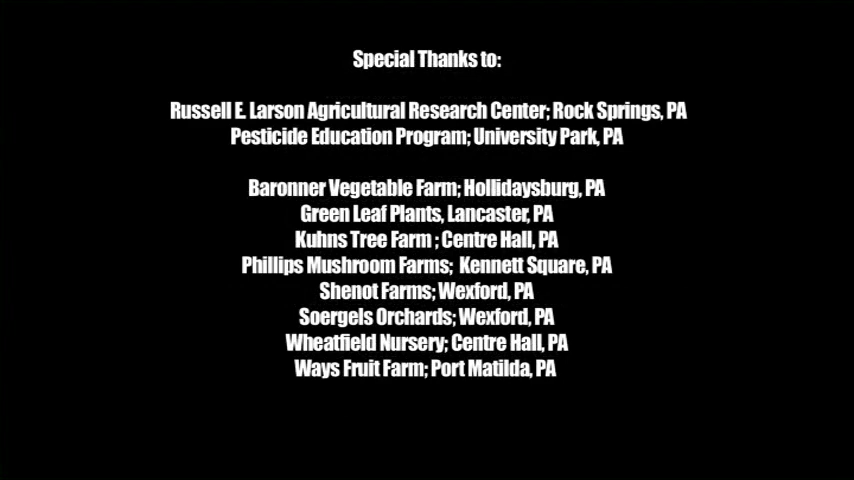 Special Thanks to:
Russell E. Larson Agricultural Research Center; Rock Springs, PA
Pesticide Education Program; University Park, PA
Baronner Vegetable Farm; Hollidaysburg, PA
Green Leaf Plants, Lancaster, PA
Kuhns Tree Farm ; Centre Hall, PA
Phillips Mushroom Farms;  Kennett Square, PA
Shenot Farms; Wexford, PA
Soergels Orchards; Wexford, PA
Wheatfield Nursery; Centre Hall, PA
Ways Fruit Farm; Port Matilda, PA